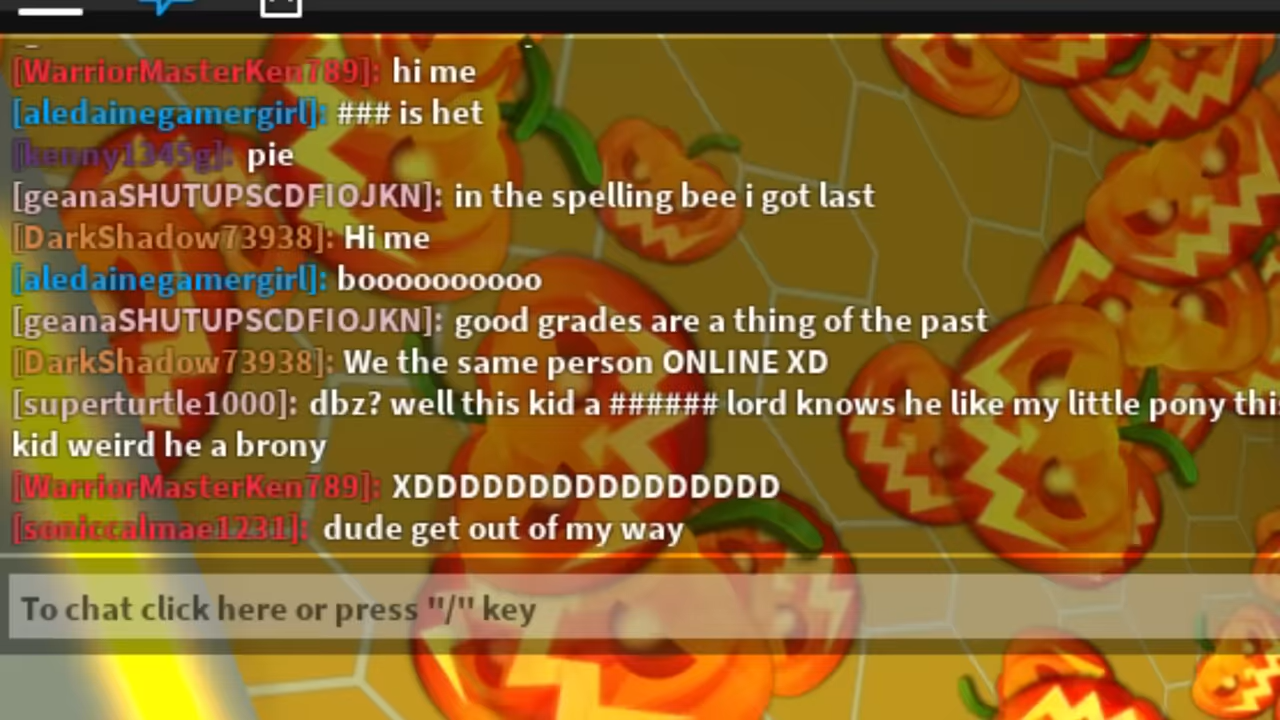 [WarriorMasterKen789]: hi me
[aledainegamergirl]: ### is het
[kenny1345g]: pie
[geanaSHUTUPSCDFIOJKN]: in the spelling bee i got last
[DarkShadow73938]: Hi me
[aledainegamergirl]: boooooooooo
[geanaSHUTUPSCDFIOJKN]: good grades are a thing of the past
[DarkShadow73938]: We the same person ONLINE XD
[superturtle1000]: dbz? well this kid a ###### lord knows he like my little pony this
kid weird he a brony
[WarriorMasterKen789]: XDDDDDDDDDDDDDDDDD
[soniccalmae1231]: dude get out of my way
To chat click here or press "/" key